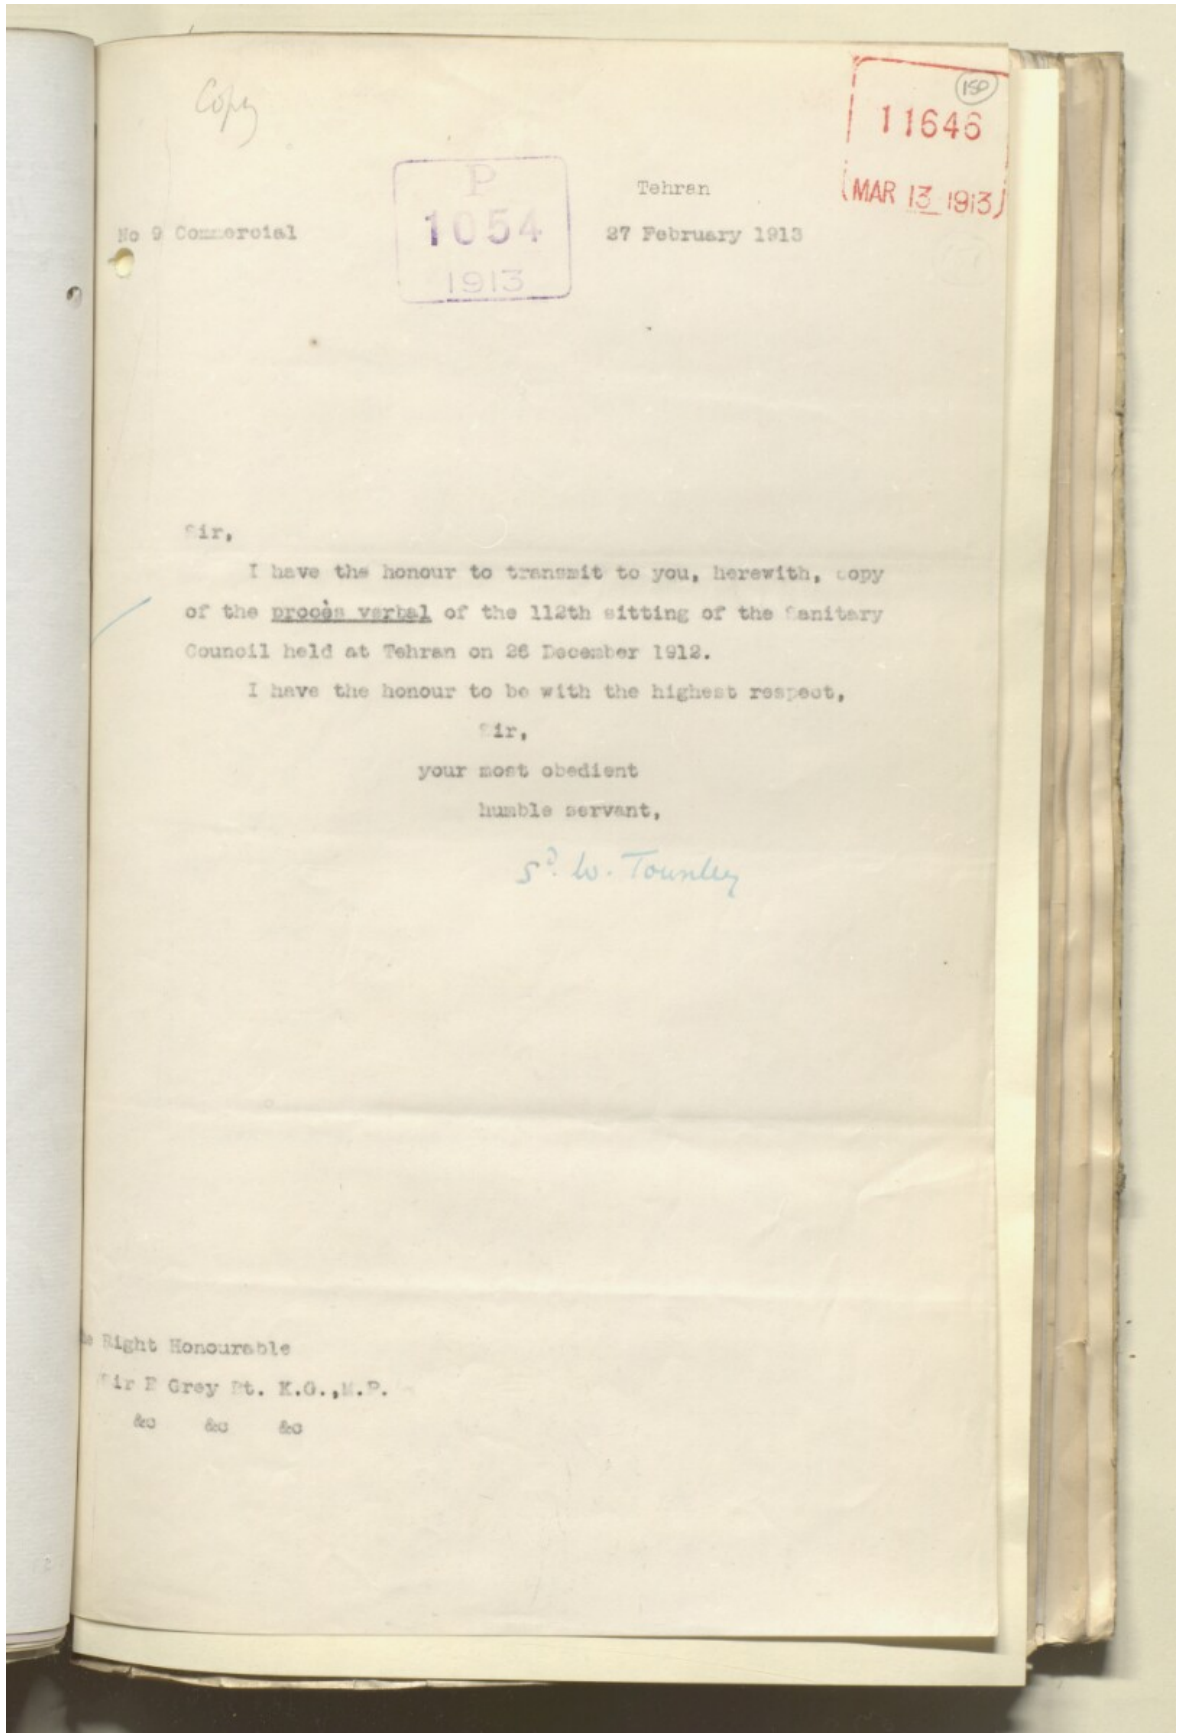 Copy
150
11646
MAR 13 1913
P
1054
1913
Tehran
No 9 Commercial
27 February 1913
Sir,
I have the honour to transmit to you, herewith, copy
of the procès verbal of the 112th sitting of the Sanitary
Council held at Tehran on 26 December 1912.
I have the honour to be with the highest respect,
Sir,
your most obedient
humble servant,
Sd. W. Townley
he Right Honourable
Sir E Grey Bt. K.G.,M.P.
&c &c &c